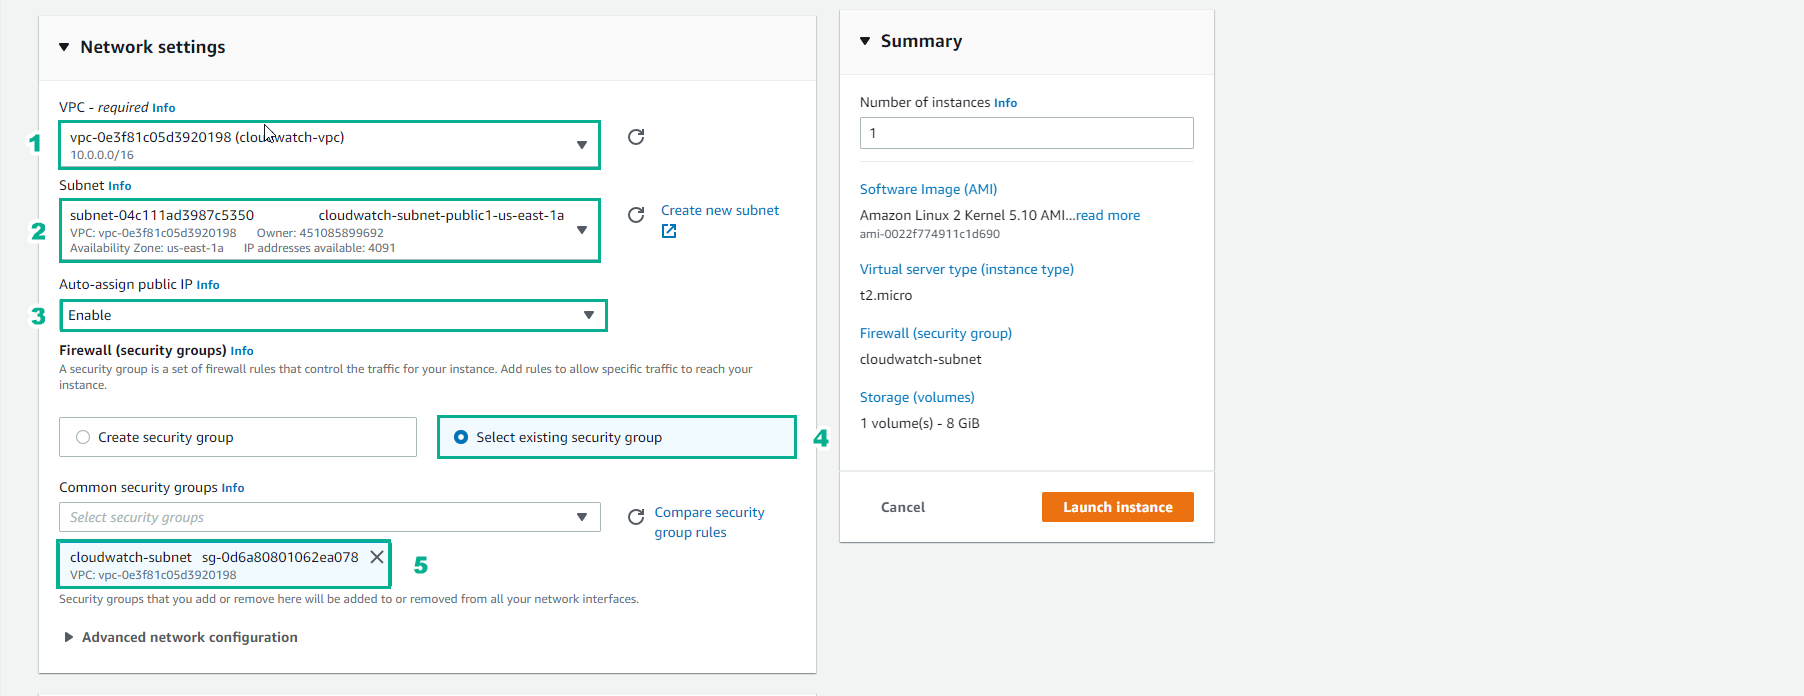 Network settings
VPC - required Info
1
vpc-0e3f81c05d3920198 (cloudwatch-vpc)
10.0.0.0/16
Subnet Info
2
subnet-04c111ad3987c5350 cloudwatch-subnet-public1-us-east-1a
VPC: vpc-0e3f81c05d3920198 Owner: 451085899692
Availability Zone: us-east-1a IP addresses available: 4091
Create new subnet
Auto-assign public IP Info
3
Enable
Firewall (security groups) Info
A security group is a set of firewall rules that control the traffic for your instance. Add rules to allow specific traffic to reach your
instance.
Create security group
Select existing security group
4
Common security groups Info
Select security groups
Compare security
group rules
cloudwatch-subnet sg-0d6a80801062ea078
VPC: vpc-0e3f81c05d3920198
5
Security groups that you add or remove here will be added to or removed from all your network interfaces.
Advanced network configuration
Summary
Number of instances Info
1
Software Image (AMI)
Amazon Linux 2 Kernel 5.10 AMI...read more
ami-0022f774911c1d690
Virtual server type (instance type)
t2.micro
Firewall (security group)
cloudwatch-subnet
Storage (volumes)
1 volume(s) - 8 GiB
Cancel
Launch instance